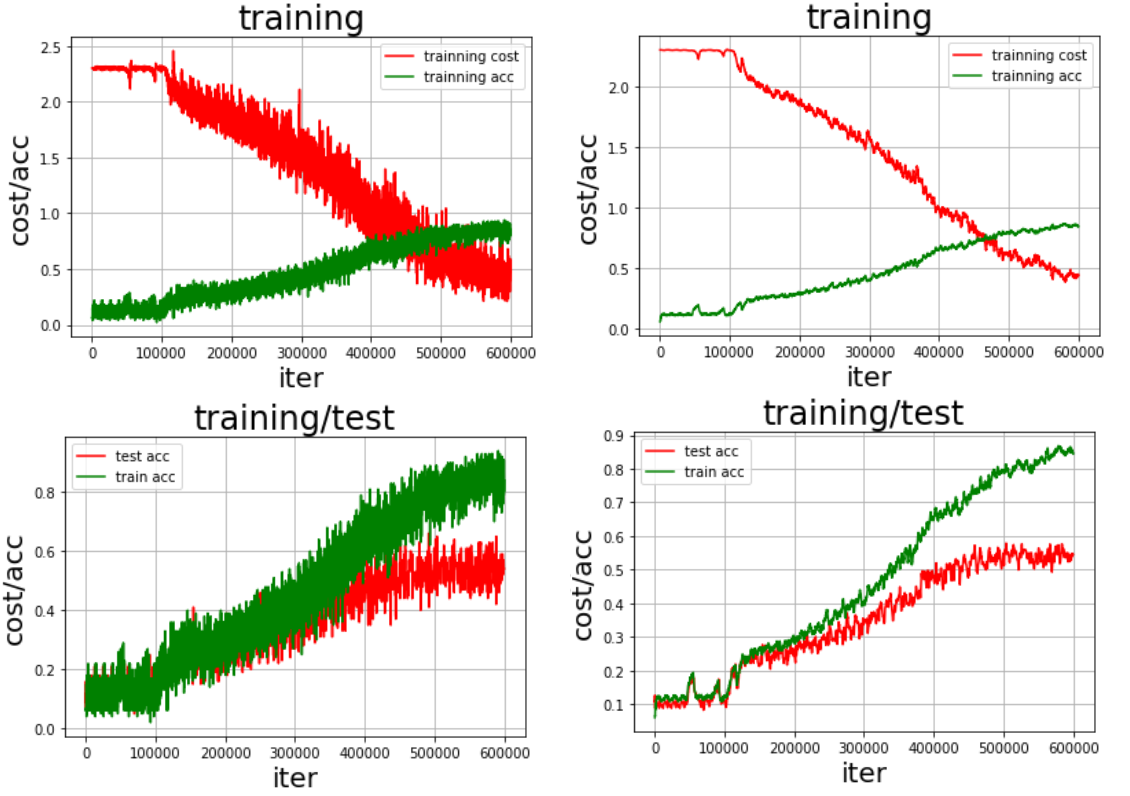 training
2.5
2.0
1.5
1.0
0.5
0.0
cost/acc
trainning cost
trainning acc
0 100000 200000 300000 400000 500000 600000
iter
training
2.0
1.5
1.0
0.5
0.0
cost/acc
trainning cost
trainning acc
0 100000 200000 300000 400000 500000 600000
iter
training/test
0.8
0.6
0.4
0.2
0.0
cost/acc
test acc
train acc
0 100000 200000 300000 400000 500000 600000
iter
training/test
0.9
0.8
0.7
0.6
0.5
0.4
0.3
0.2
0.1
cost/acc
test acc
train acc
0 100000 200000 300000 400000 500000 600000
iter